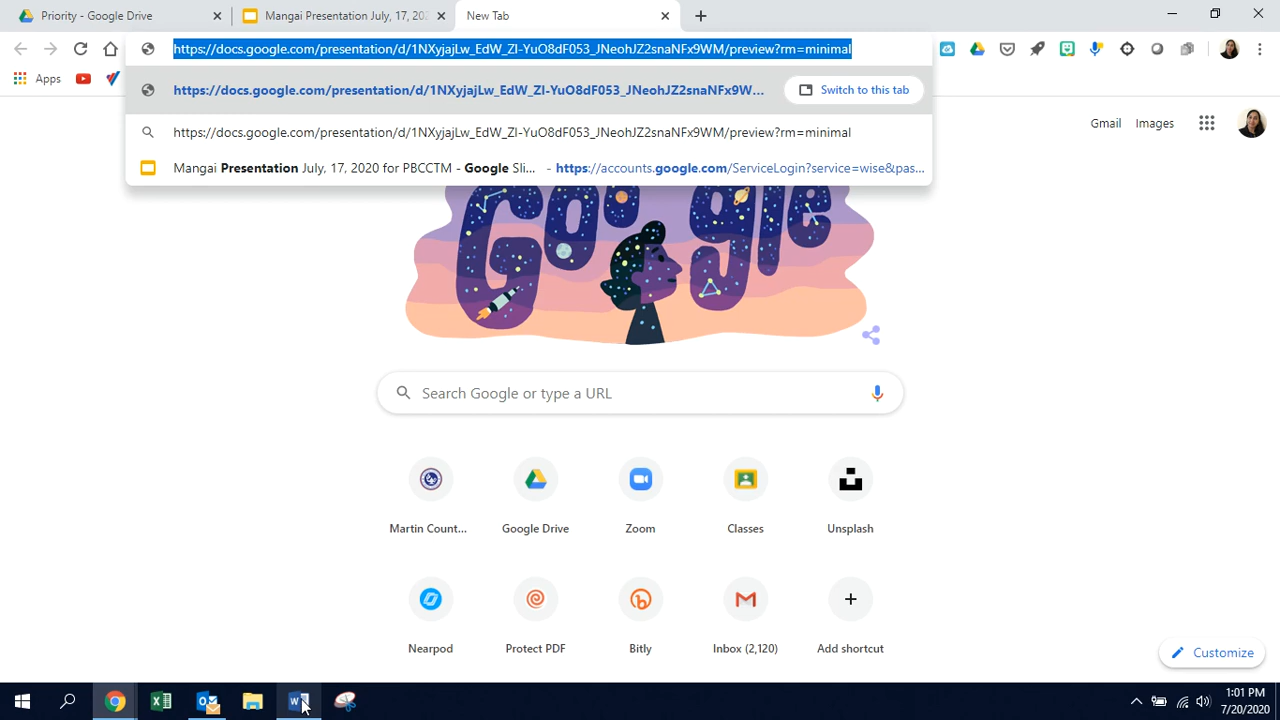 Priority - Google Drive
Mangai Presentation July, 17, 202
New Tab
https://docs.google.com/presentation/d/1NXyjajLw_EdW_ZI-YuO8dF053_JNeohJZ2snaNFx9WM/preview?rm=minimal
Apps
https://docs.google.com/presentation/d/1NXyjajLw_EdW_ZI-YuO8dF053_JNeohJZ2snaNFx9W...
Switch to this tab
https://docs.google.com/presentation/d/1NXyjajLw_EdW_ZI-YuO8dF053_JNeohJZ2snaNFx9WM/preview?rm=minimal
Mangai Presentation July, 17, 2020 for PBCCTM - Google Sli... - https://accounts.google.com/ServiceLogin?service=wise&pas...
Gmail Images
Google
Search Google or type a URL
Martin Count... Google Drive Zoom Classes Unsplash
Nearpod Protect PDF Bitly Inbox (2,120) Add shortcut
Customize
1:01 PM
7/20/2020